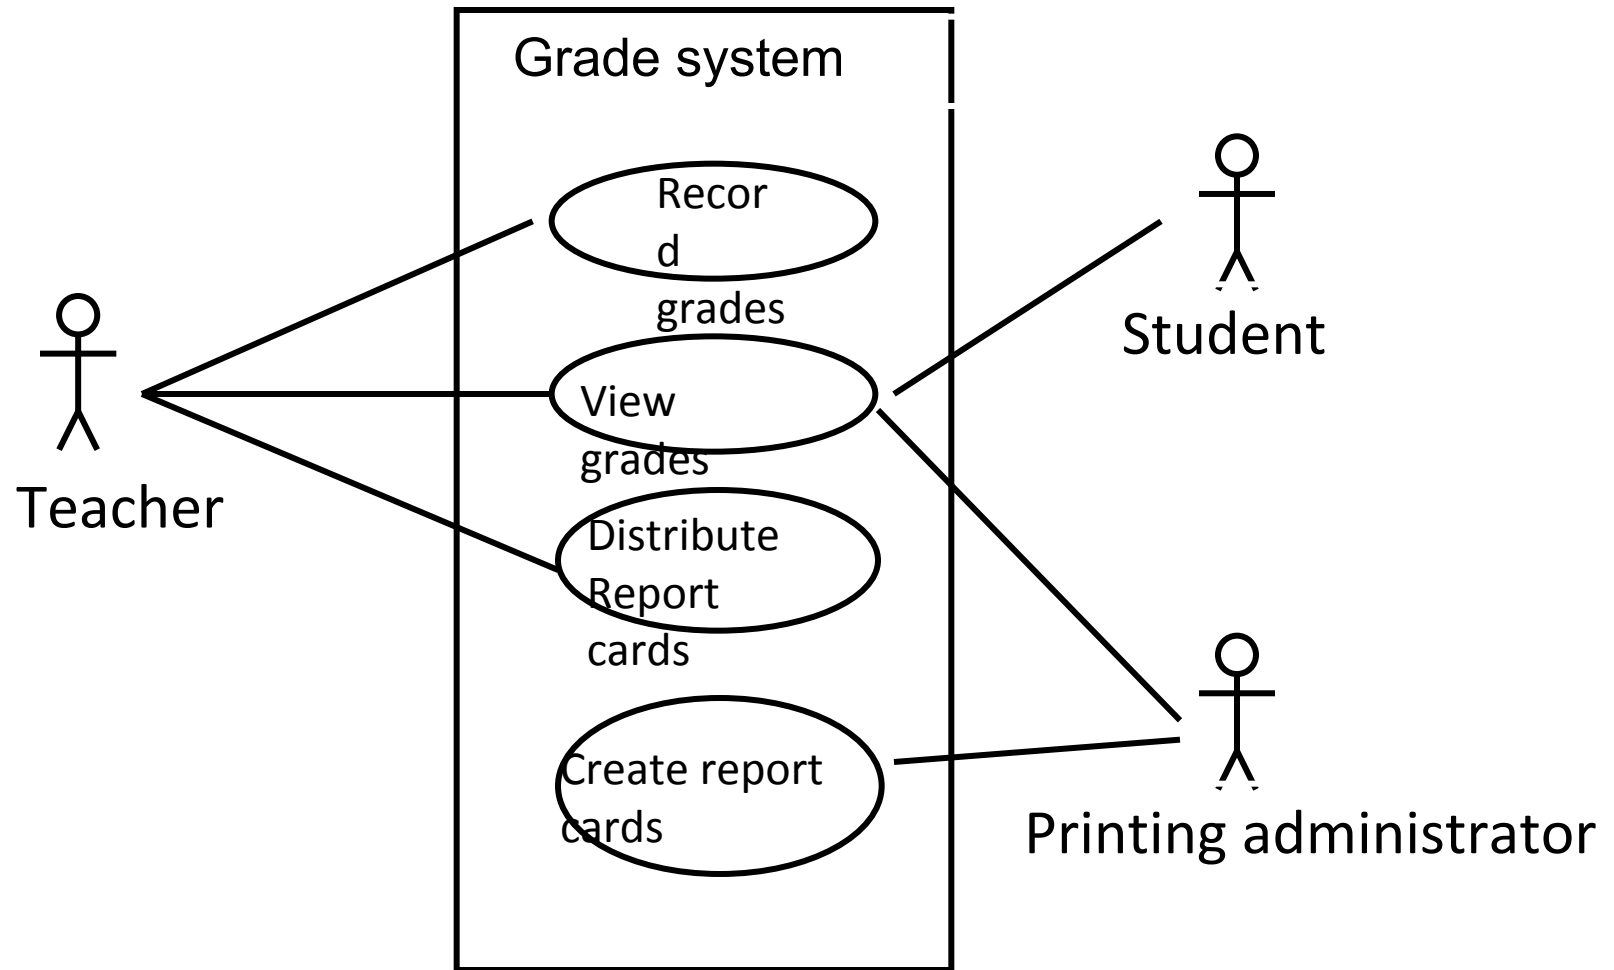 Grade system
Recor
d
grades
View
grades
Distribute
Report
cards
Create report
cards
Teacher
Student
Printing administrator